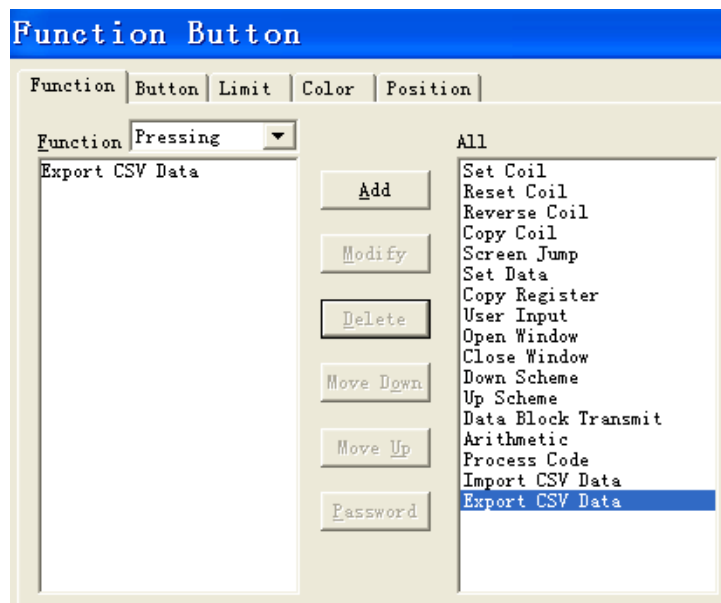 Function Button
Function Button Limit Color Position
Function Pressing
Export CSV Data
Add
Modify
Delete
Move Down
Move Up
Password
All
Set Coil
Reset Coil
Reverse Coil
Copy Coil
Screen Jump
Set Data
Copy Register
User Input
Open Window
Close Window
Down Scheme
Up Scheme
Data Block Transmit
Arithmetic
Process Code
Import CSV Data
Export CSV Data